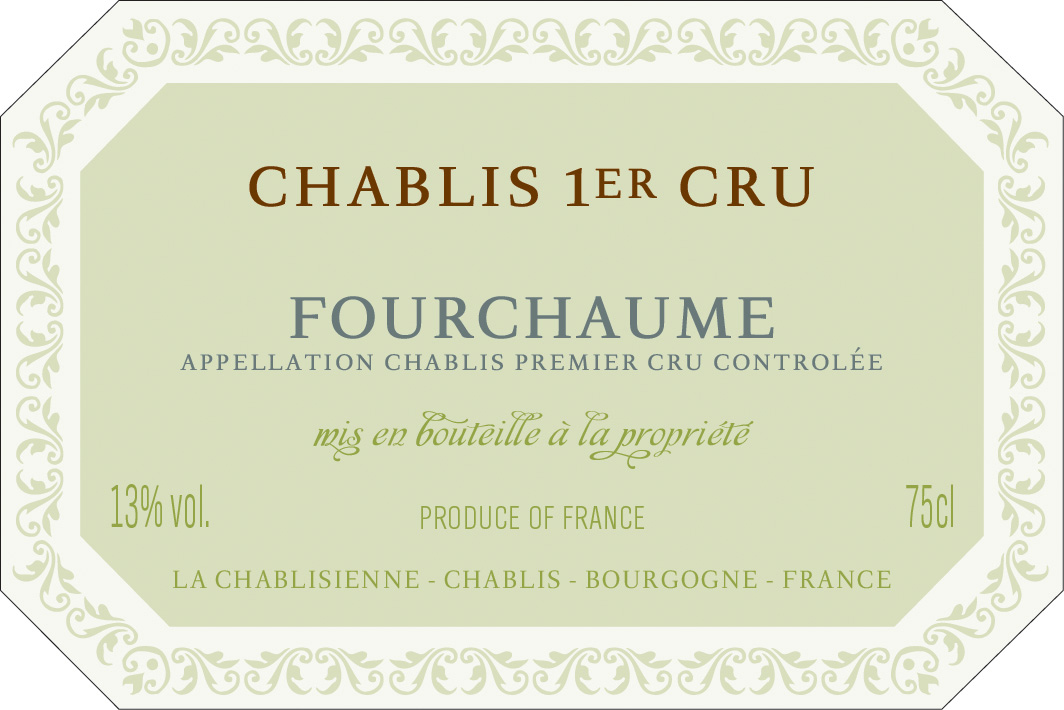 CHABLIS 1ER CRU
FOURCHAUME
APPELLATION CHABLIS PREMIER CRU CONTROLÉE
mis en bouteille à la propriété
13% vol.
PRODUCE OF FRANCE
75cl
LA CHABLISIENNE - CHABLIS - BOURGOGNE - FRANCE